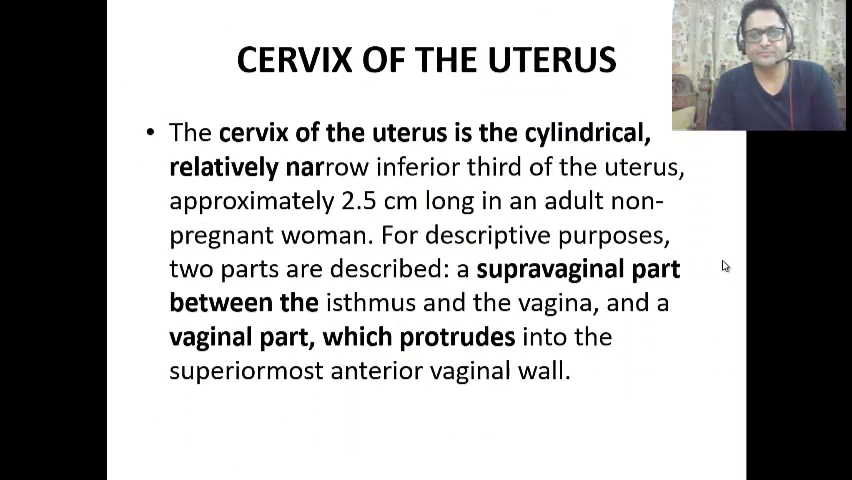 CERVIX OF THE UTERUS
• The cervix of the uterus is the cylindrical,
relatively narrow inferior third of the uterus,
approximately 2.5 cm long in an adult non-
pregnant woman. For descriptive purposes,
two parts are described: a supravaginal part
between the isthmus and the vagina, and a
vaginal part, which protrudes into the
superiormost anterior vaginal wall.